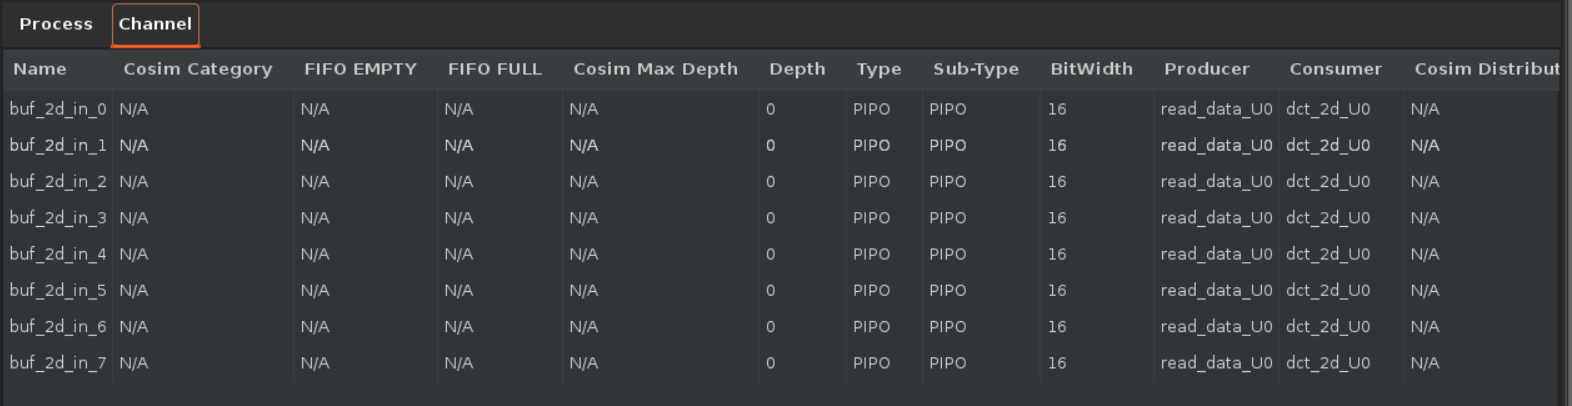 Process Channel
Name Cosim Category FIFO EMPTY FIFO FULL Cosim Max Depth Depth Type Sub-Type BitWidth Producer Consumer Cosim Distribut
buf_2d_in_0 N/A N/A N/A N/A 0 PIPO PIPO 16 read_data_U0 dct_2d_U0 N/A
buf_2d_in_1 N/A N/A N/A N/A 0 PIPO PIPO 16 read_data_U0 dct_2d_U0 N/A
buf_2d_in_2 N/A N/A N/A N/A 0 PIPO PIPO 16 read_data_U0 dct_2d_U0 N/A
buf_2d_in_3 N/A N/A N/A N/A 0 PIPO PIPO 16 read_data_U0 dct_2d_U0 N/A
buf_2d_in_4 N/A N/A N/A N/A 0 PIPO PIPO 16 read_data_U0 dct_2d_U0 N/A
buf_2d_in_5 N/A N/A N/A N/A 0 PIPO PIPO 16 read_data_U0 dct_2d_U0 N/A
buf_2d_in_6 N/A N/A N/A N/A 0 PIPO PIPO 16 read_data_U0 dct_2d_U0 N/A
buf_2d_in_7 N/A N/A N/A N/A 0 PIPO PIPO 16 read_data_U0 dct_2d_U0 N/A